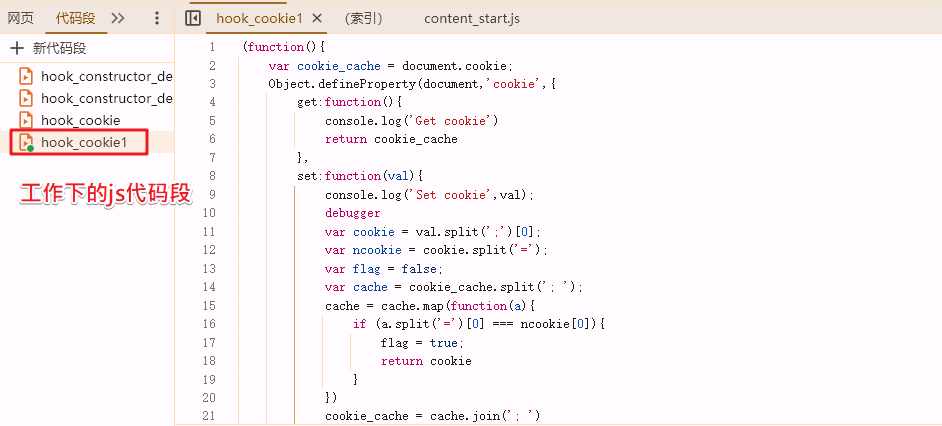 网页 代码段
新代码段
hook_constructor_de
hook_constructor_de
hook_cookie
hook_cookie1
工作下的js代码段
hook_cookie1 (索引) content_start.js
1 (function(){
2 var cookie_cache = document.cookie;
3 Object.defineProperty(document,'cookie',{
4 get:function(){
5 console.log('Get cookie')
6 return cookie_cache
7 },
8 set:function(val){
9 console.log('Set cookie',val);
10 debugger
11 var cookie = val.split(';')[0];
12 var ncookie = cookie.split('=');
13 var flag = false;
14 var cache = cookie_cache.split('; ');
15 cache = cache.map(function(a){
16 if (a.split('=')[0] === ncookie[0]){
17 flag = true;
18 return cookie
19 }
20 })
21 cookie_cache = cache.join('; ')